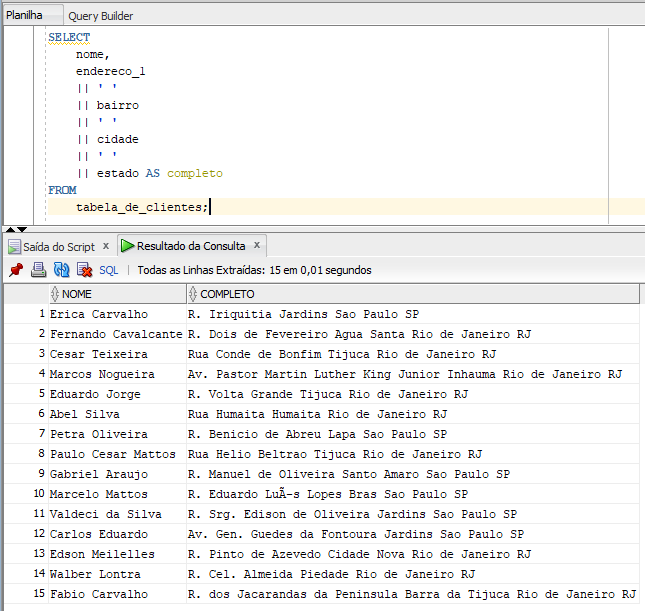 Planilha Query Builder
SELECT
nome,
endereco_1
|| ' '
|| bairro
|| ' '
|| cidade
|| ' '
|| estado AS completo
FROM
tabela_de_clientes;
Saída do Script x Resultado da Consulta x
SQL | Todas as Linhas Extraídas: 15 em 0,01 segundos
NOME COMPLETO
1 Erica Carvalho R. Iriquitia Jardins Sao Paulo SP
2 Fernando Cavalcante R. Dois de Fevereiro Agua Santa Rio de Janeiro RJ
3 Cesar Teixeira Rua Conde de Bonfim Tijuca Rio de Janeiro RJ
4 Marcos Nogueira Av. Pastor Martin Luther King Junior Inhauma Rio de Janeiro RJ
5 Eduardo Jorge R. Volta Grande Tijuca Rio de Janeiro RJ
6 Abel Silva Rua Humaita Humaita Rio de Janeiro RJ
7 Petra Oliveira R. Benicio de Abreu Lapa Sao Paulo SP
8 Paulo Cesar Mattos Rua Helio Beltrao Tijuca Rio de Janeiro RJ
9 Gabriel Araujo R. Manuel de Oliveira Santo Amaro Sao Paulo SP
10 Marcelo Mattos R. Eduardo LuÃ-s Lopes Bras Sao Paulo SP
11 Valdeci da Silva R. Srg. Edison de Oliveira Jardins Sao Paulo SP
12 Carlos Eduardo Av. Gen. Guedes da Fontoura Jardins Sao Paulo SP
13 Edson Meilelles R. Pinto de Azevedo Cidade Nova Rio de Janeiro RJ
14 Walber Lontra R. Cel. Almeida Piedade Rio de Janeiro RJ
15 Fabio Carvalho R. dos Jacarandas da Peninsula Barra da Tijuca Rio de Janeiro RJ